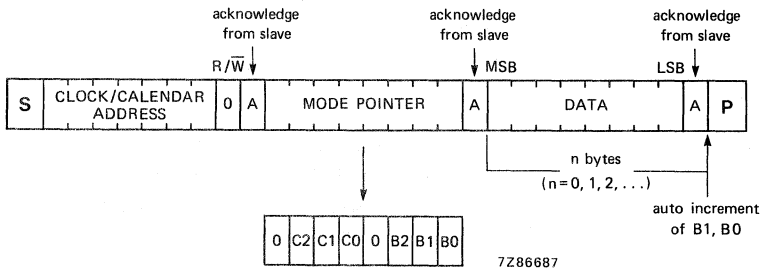 acknowledge from slave
acknowledge from slave
acknowledge from slave
R/W̅
MSB
LSB
S
CLOCK/CALENDAR ADDRESS
0
A
MODE POINTER
A
DATA
A
P
n bytes
(n=0, 1, 2, ...)
auto increment of B1, B0
0 C2 C1 C0 0 B2 B1 B0
7Z86687